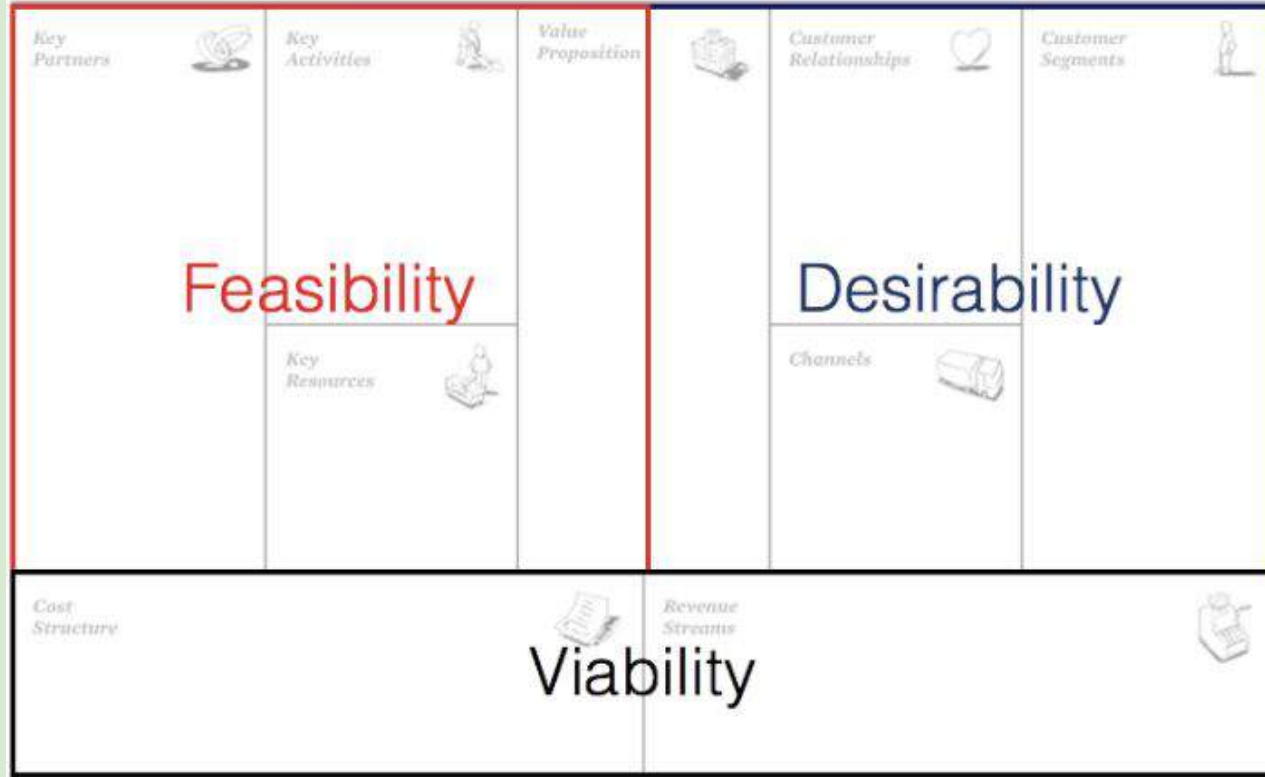 Key
Partners
Key
Activities
Value
Proposition
Customer
Relationships
Customer
Segments
Feasibility
Desirability
Key
Resources
Channels
Cost
Structure
Revenue
Streams
Viability